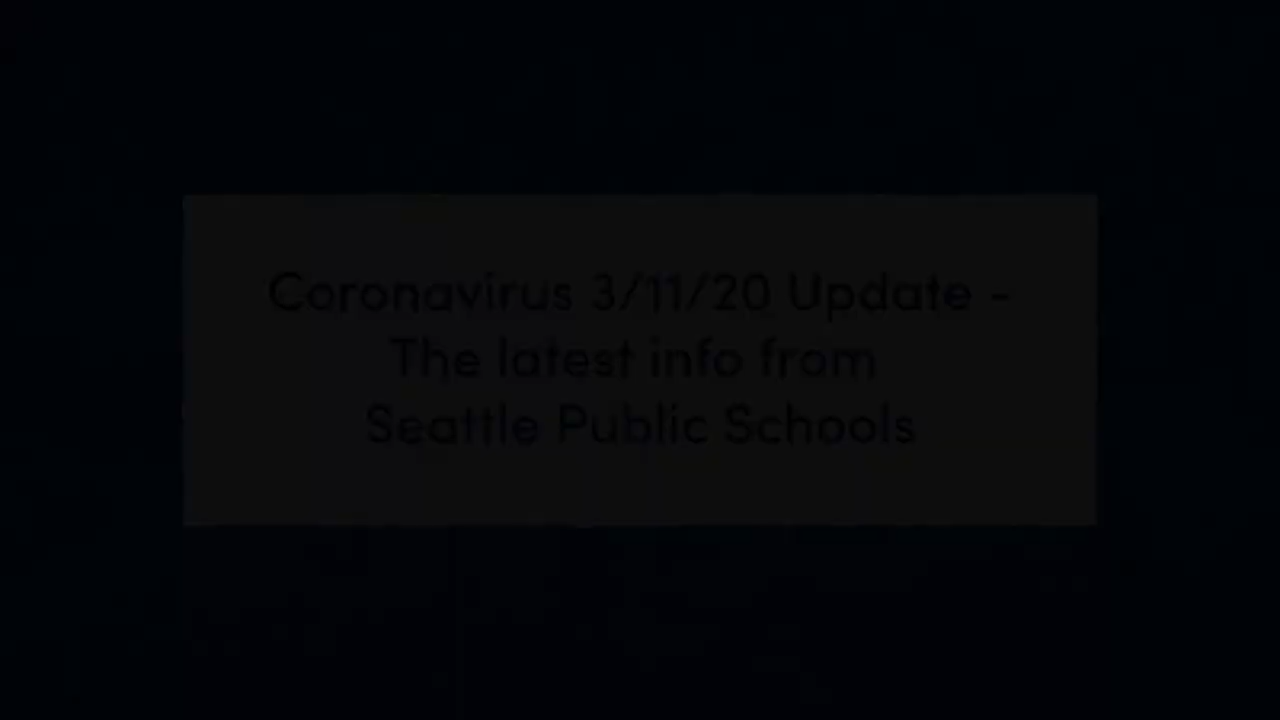 Coronavirus 3/11/20 Update -
The latest info from
Seattle Public Schools